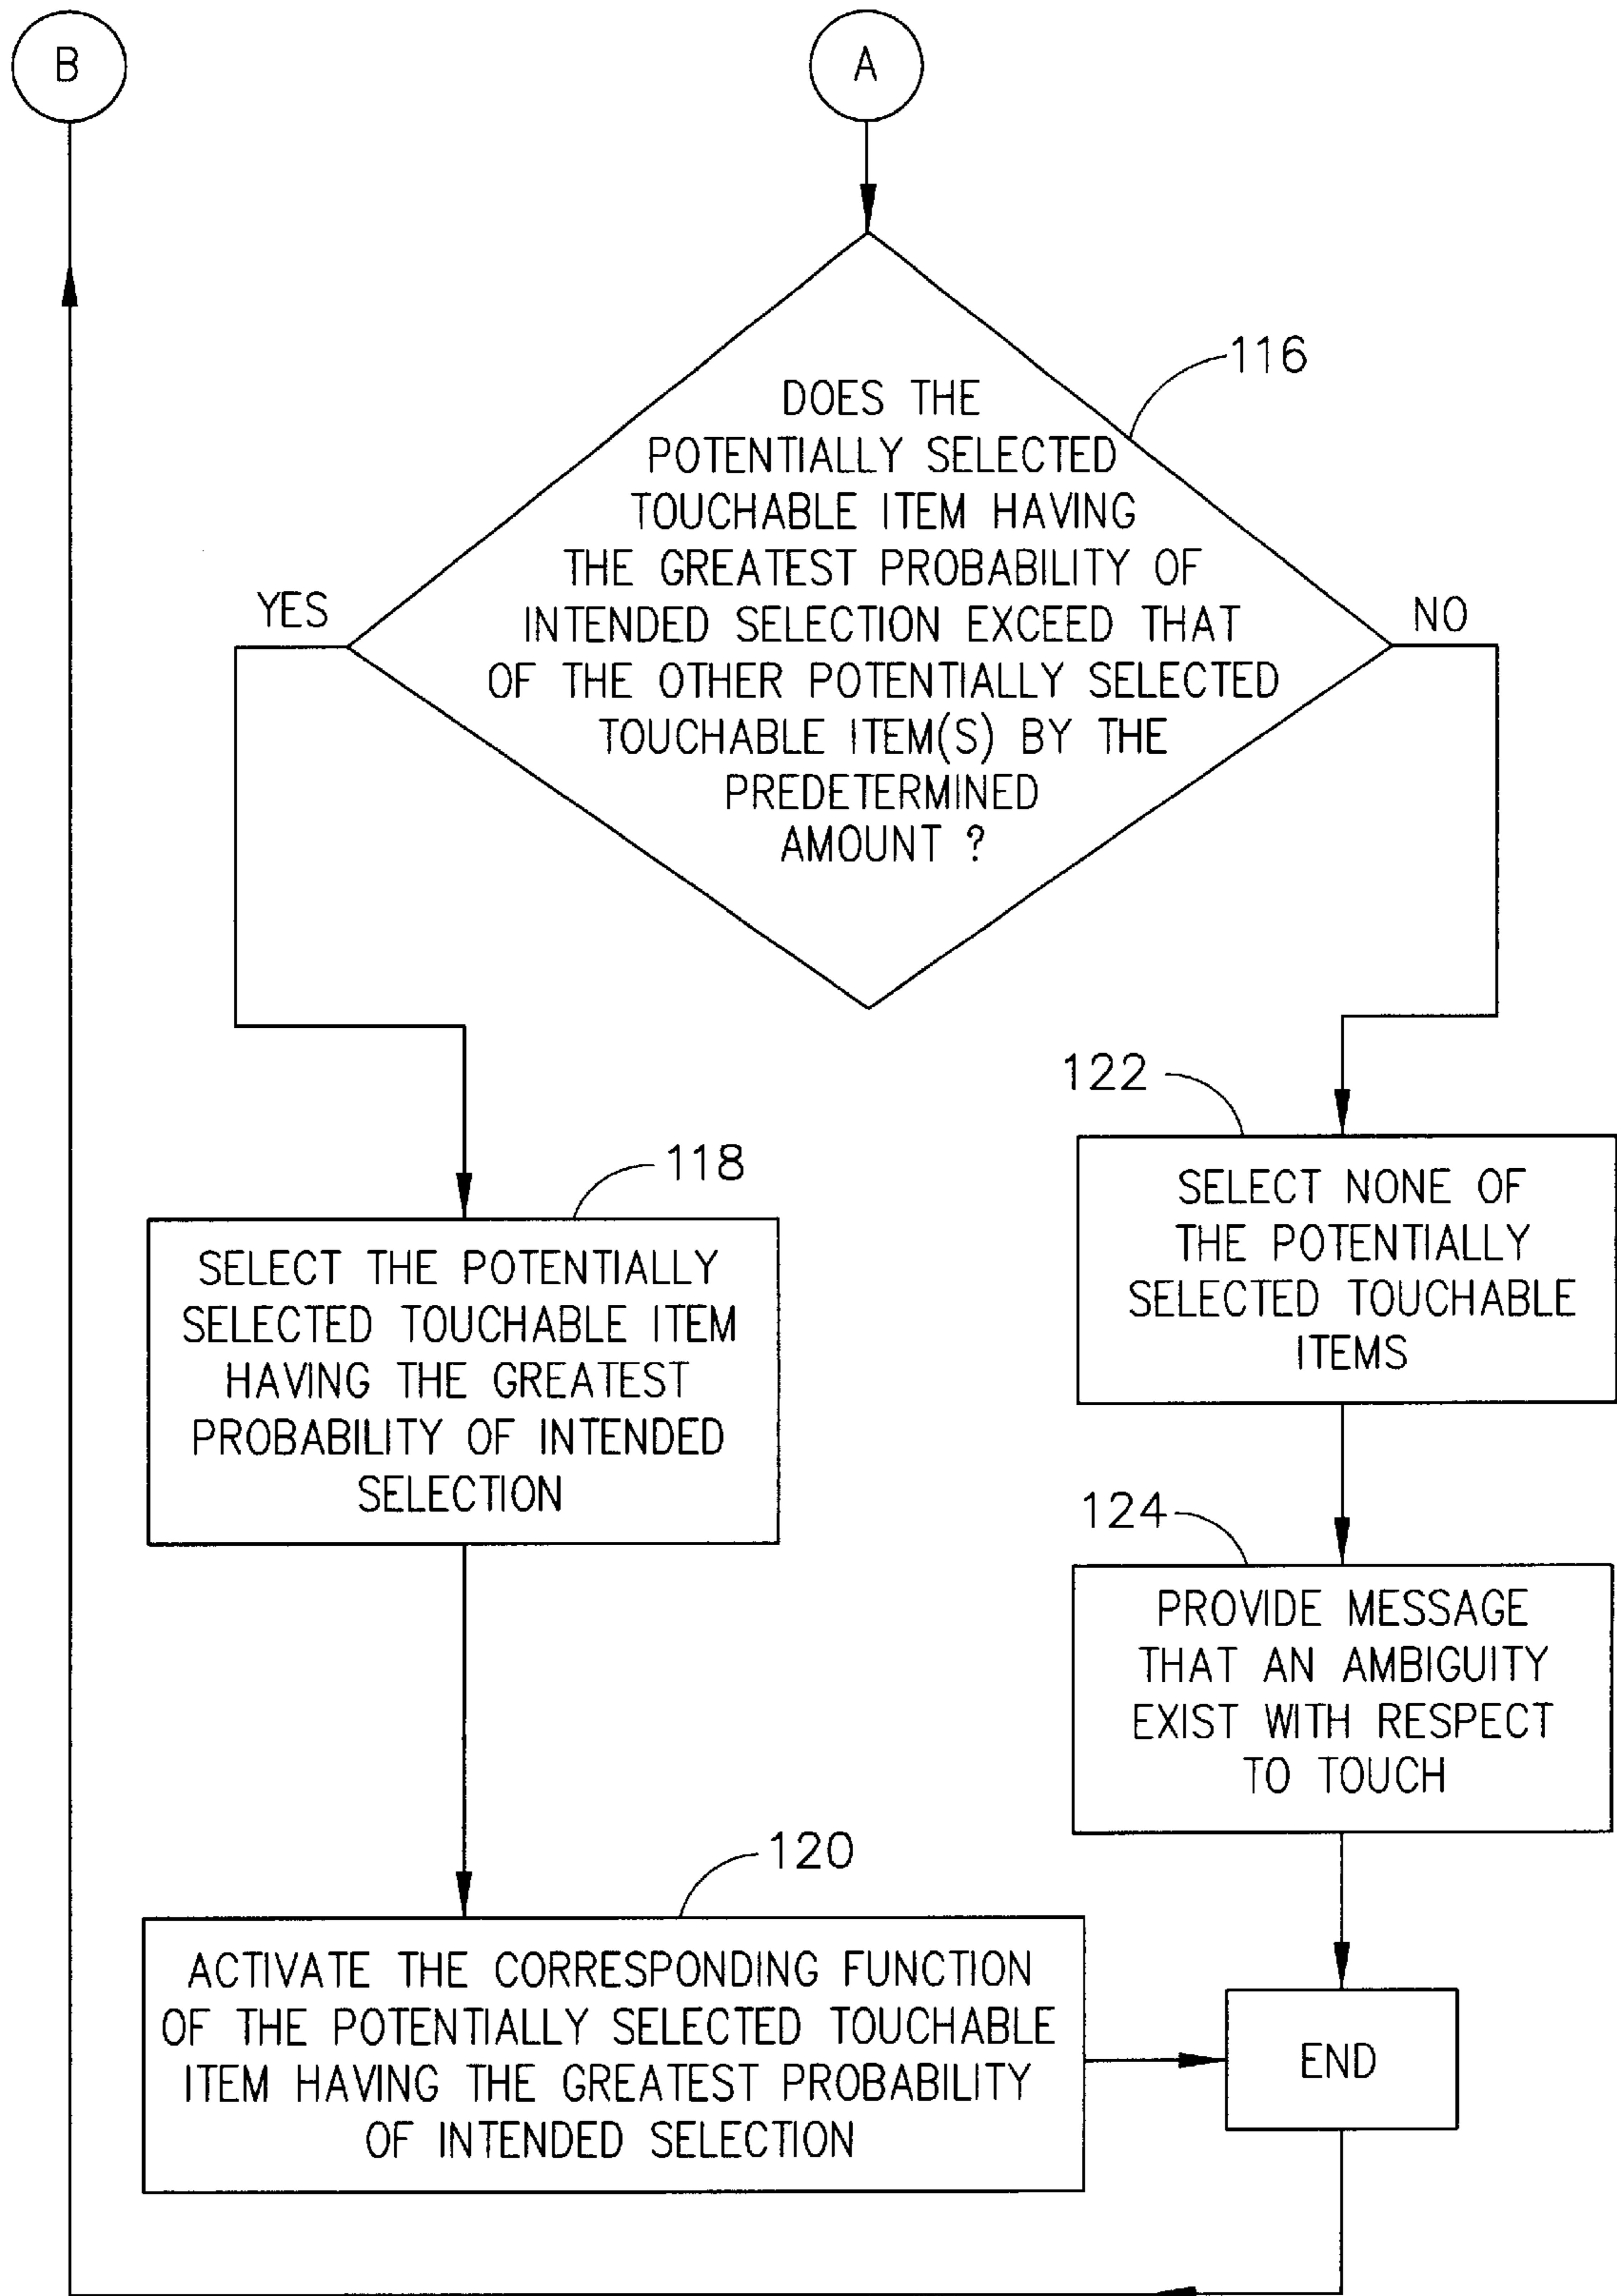 B
A
116
DOES THE
POTENTIALLY SELECTED
TOUCHABLE ITEM HAVING
THE GREATEST PROBABILITY OF
INTENDED SELECTION EXCEED THAT
OF THE OTHER POTENTIALLY SELECTED
TOUCHABLE ITEM(S) BY THE
PREDETERMINED
AMOUNT ?
YES
NO
118
SELECT THE POTENTIALLY
SELECTED TOUCHABLE ITEM
HAVING THE GREATEST
PROBABILITY OF INTENDED
SELECTION
122
SELECT NONE OF
THE POTENTIALLY
SELECTED TOUCHABLE
ITEMS
124
PROVIDE MESSAGE
THAT AN AMBIGUITY
EXIST WITH RESPECT
TO TOUCH
120
ACTIVATE THE CORRESPONDING FUNCTION
OF THE POTENTIALLY SELECTED TOUCHABLE
ITEM HAVING THE GREATEST PROBABILITY
OF INTENDED SELECTION
END